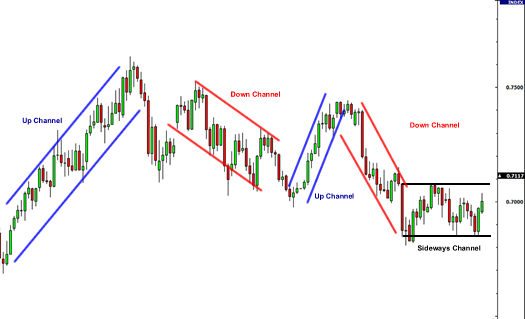 INDEX
0.7500
Down Channel
Up Channel
Down Channel
0.7117
Up Channel
0.7000
Sideways Channel